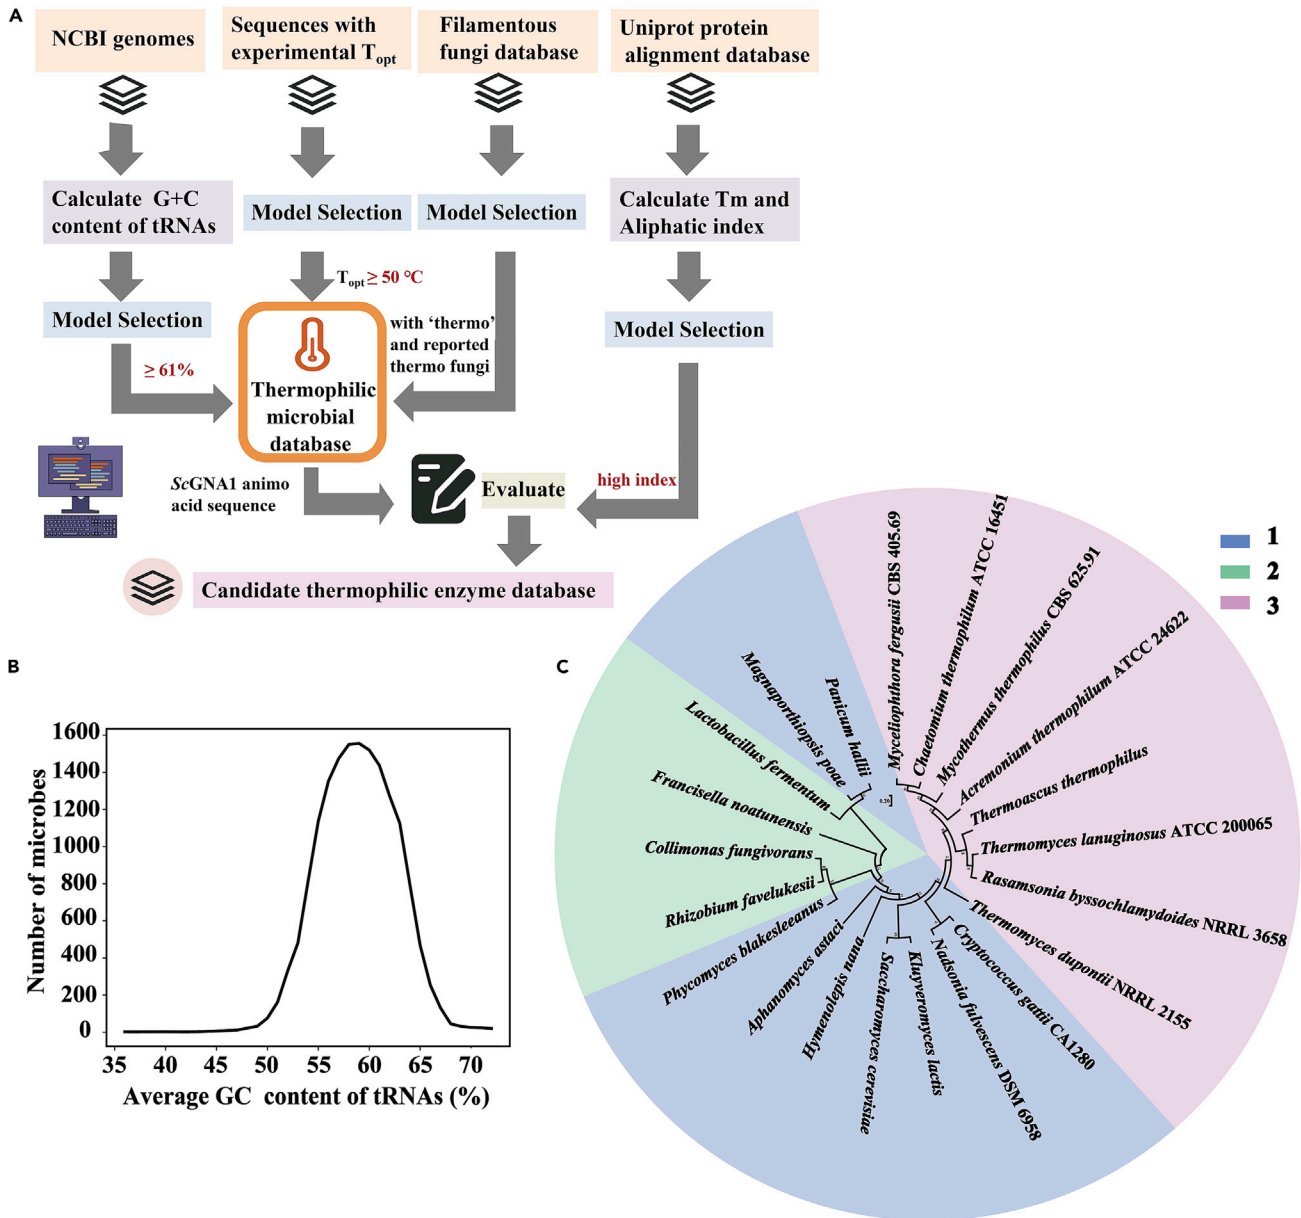 A
NCBI genomes
Sequences with
experimental Topt
Filamentous
fungi database
Uniprot protein
alignment database
Calculate G+C
content of tRNAs
Model Selection
Model Selection
Calculate Tm and
Aliphatic index
Topt ≥ 50 °C
Model Selection
≥ 61%
with ‘thermo’
and reported
thermo fungi
Model Selection
Thermophilic
microbial
database
ScGNA1 animo
acid sequence
Evaluate
high index
Candidate thermophilic enzyme database
B
Number of microbes
1600
1400
1200
1000
800
600
400
200
0
35
40
45
50
55
60
65
70
Average GC content of tRNAs (%)
C
1
2
3
Myceliophthora fergusii CBS 405.69
Chaetomium thermophilum ATCC 16451
Mycothermus thermophilus CBS 625.91
Acremonium thermophilum ATCC 24622
Thermoascus thermophilus
Thermomyces lanuginosus ATCC 200065
Rasamsonia byssochlamydoides NRRL 3658
Thermomyces dupontii NRRL 2155
Cryptococcus gattii CA1280
Nadsonia fulvescens DSM 6958
Kluyveromyces lactis
Saccharomyces cerevisiae
Hymenolepis nana
Aphanomyces astaci
Phycomyces blakesleeanus
Rhizobium favelukesii
Collimonas fungivorans
Francisella noatunensis
Lactobacillus fermentum
Magnaporthiopsis poae
Panicum hallii
0.20